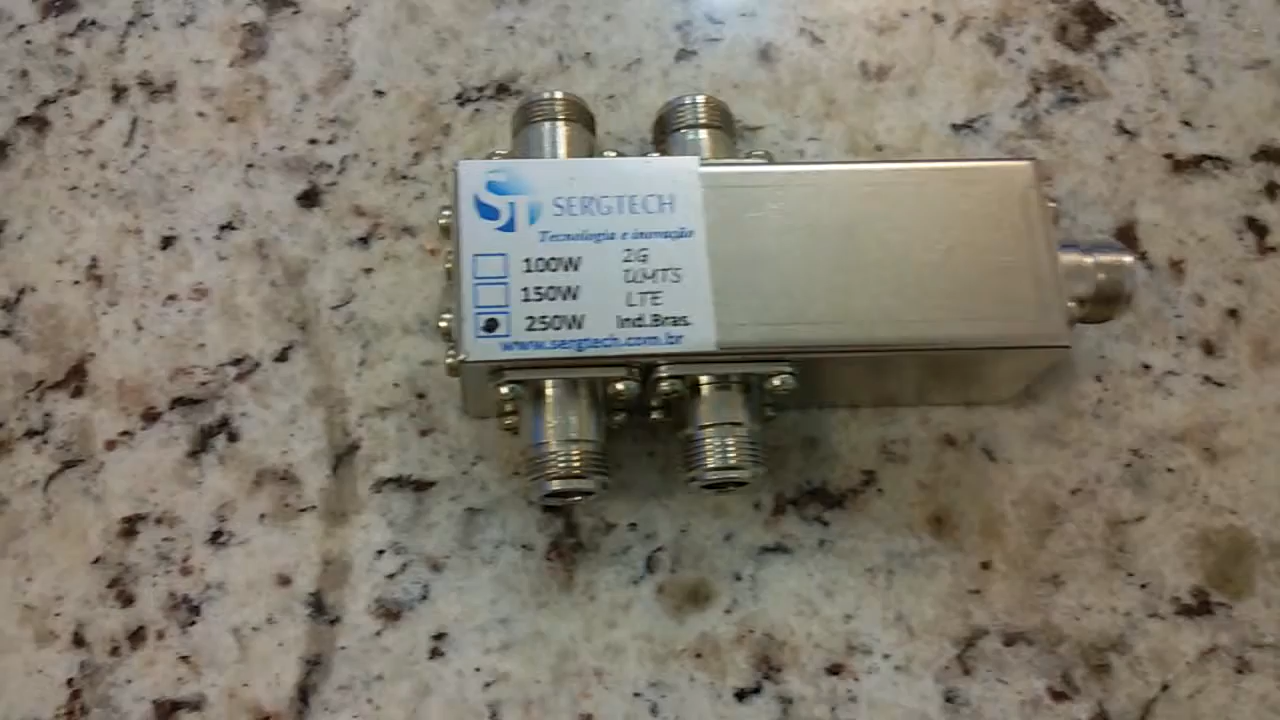 ST SERGTECH
Tecnologia e inovação
100W 2G
UMTS
150W LTE
250W Ind.Bras.
www.sergtech.com.br